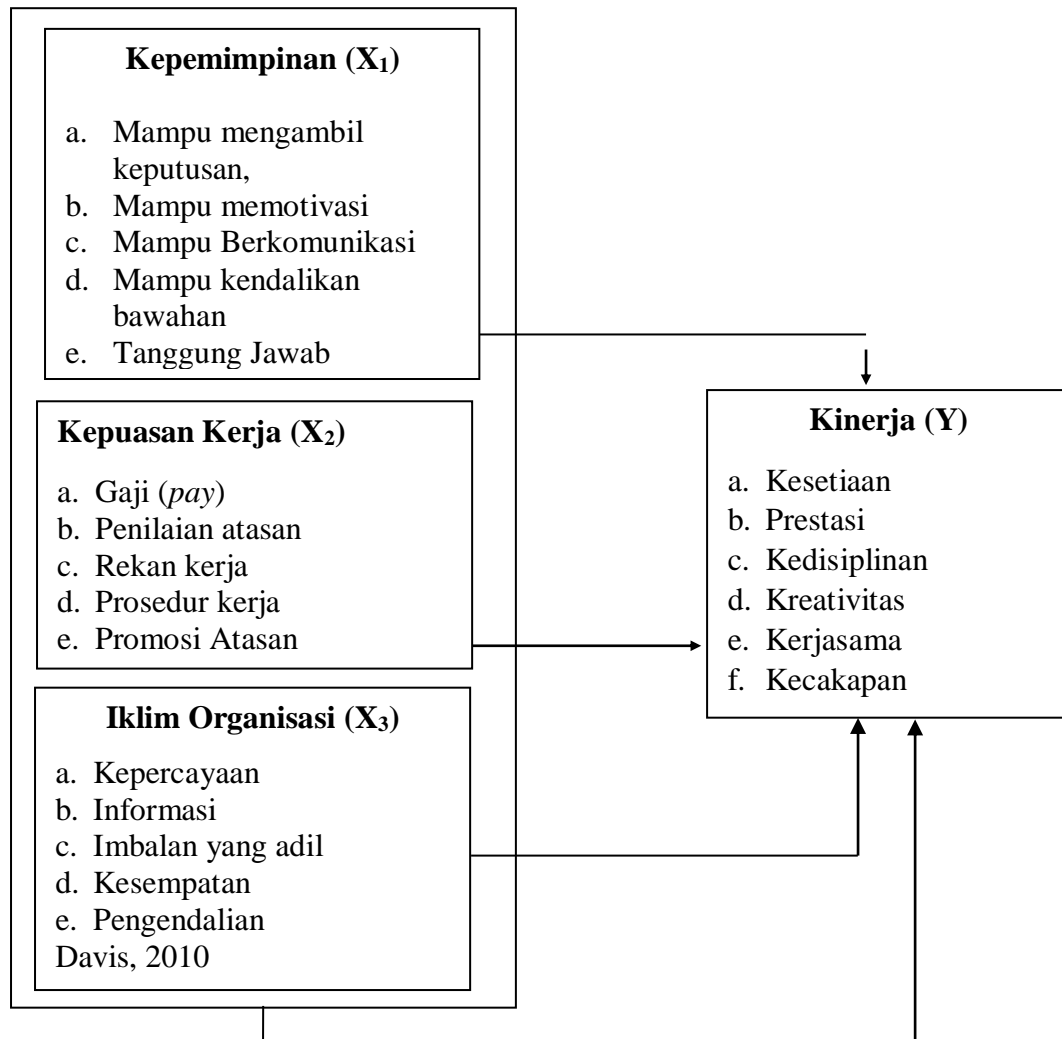 Kepemimpinan (X₁)
a. Mampu mengambil
keputusan,
b. Mampu memotivasi
c. Mampu Berkomunikasi
d. Mampu kendalikan
bawahan
e. Tanggung Jawab
Kepuasan Kerja (X₂)
a. Gaji (pay)
b. Penilaian atasan
c. Rekan kerja
d. Prosedur kerja
e. Promosi Atasan
Iklim Organisasi (X₃)
a. Kepercayaan
b. Informasi
c. Imbalan yang adil
d. Kesempatan
e. Pengendalian
Davis, 2010
Kinerja (Y)
a. Kesetiaan
b. Prestasi
c. Kedisiplinan
d. Kreativitas
e. Kerjasama
f. Kecakapan